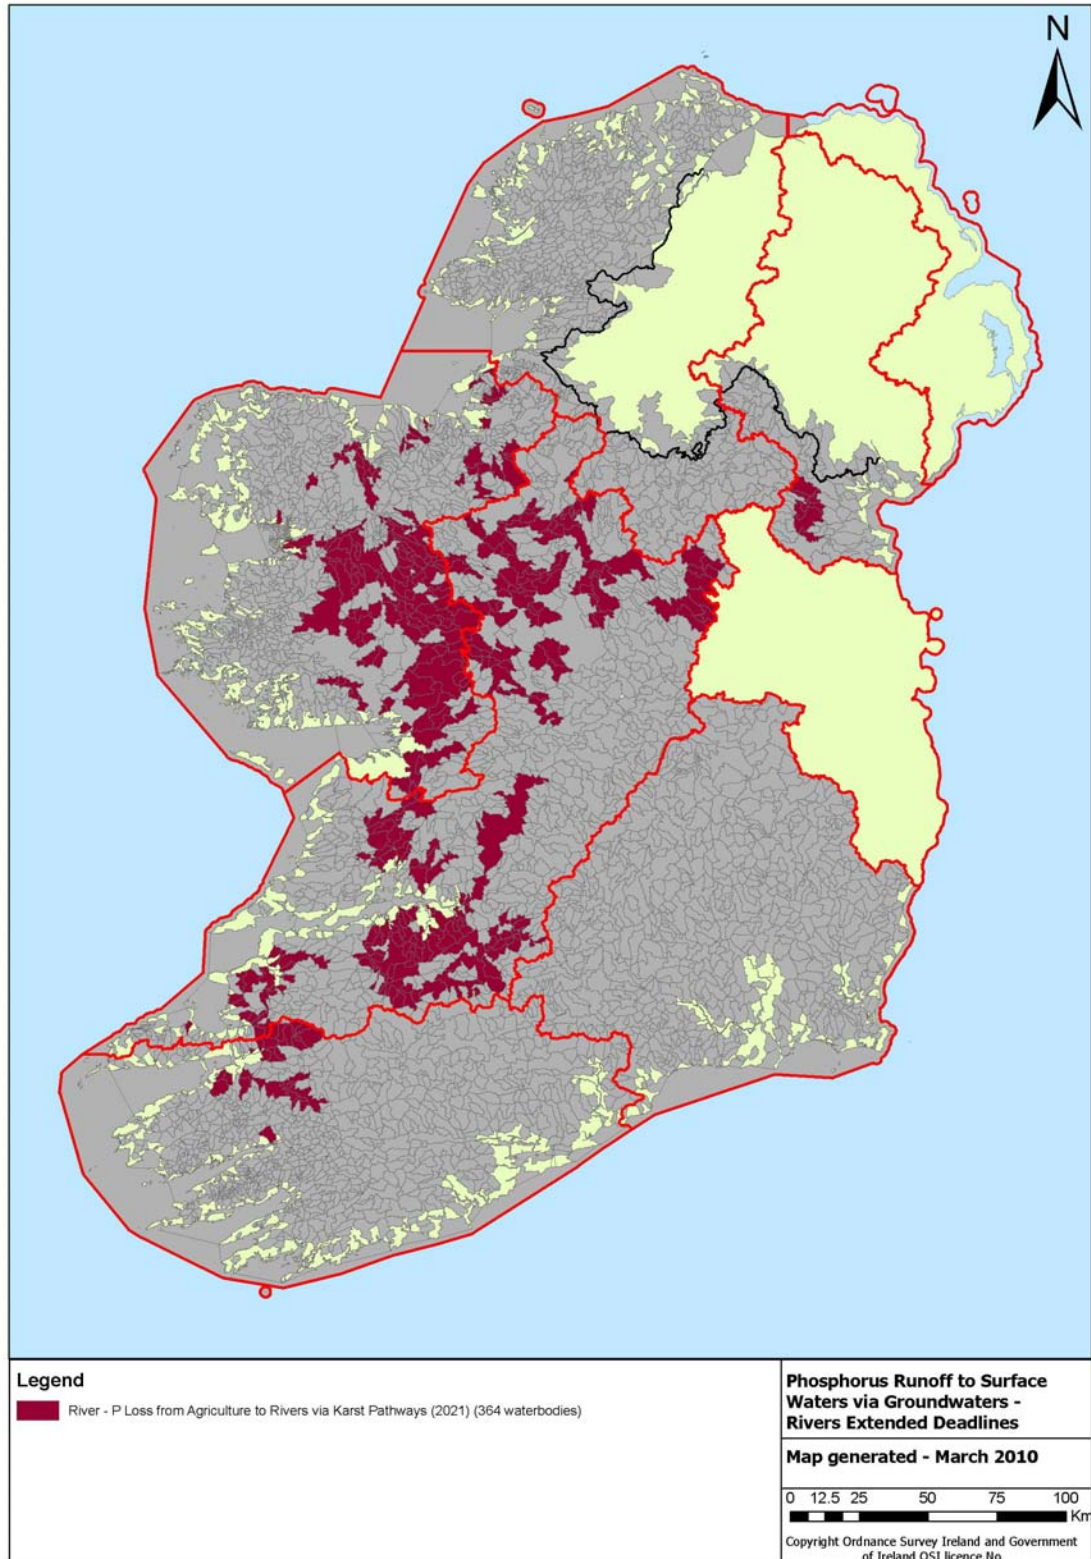 N
Legend
River - P Loss from Agriculture to Rivers via Karst Pathways (2021) (364 waterbodies)
Phosphorus Runoff to Surface
Waters via Groundwaters -
Rivers Extended Deadlines
Map generated - March 2010
0 12.5 25 50 75 100
Km
Copyright Ordnance Survey Ireland and Government
of Ireland OSI licence No